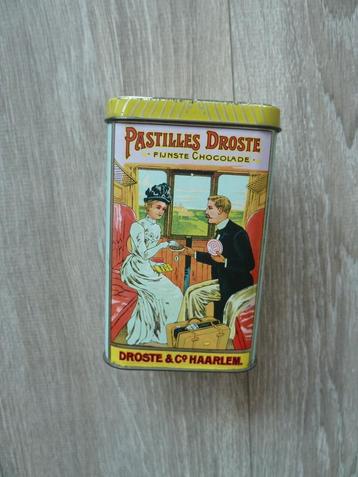 PASTILLES DROSTE
FIJNSTE CHOCOLADE
DROSTE & Co HAARLEM.